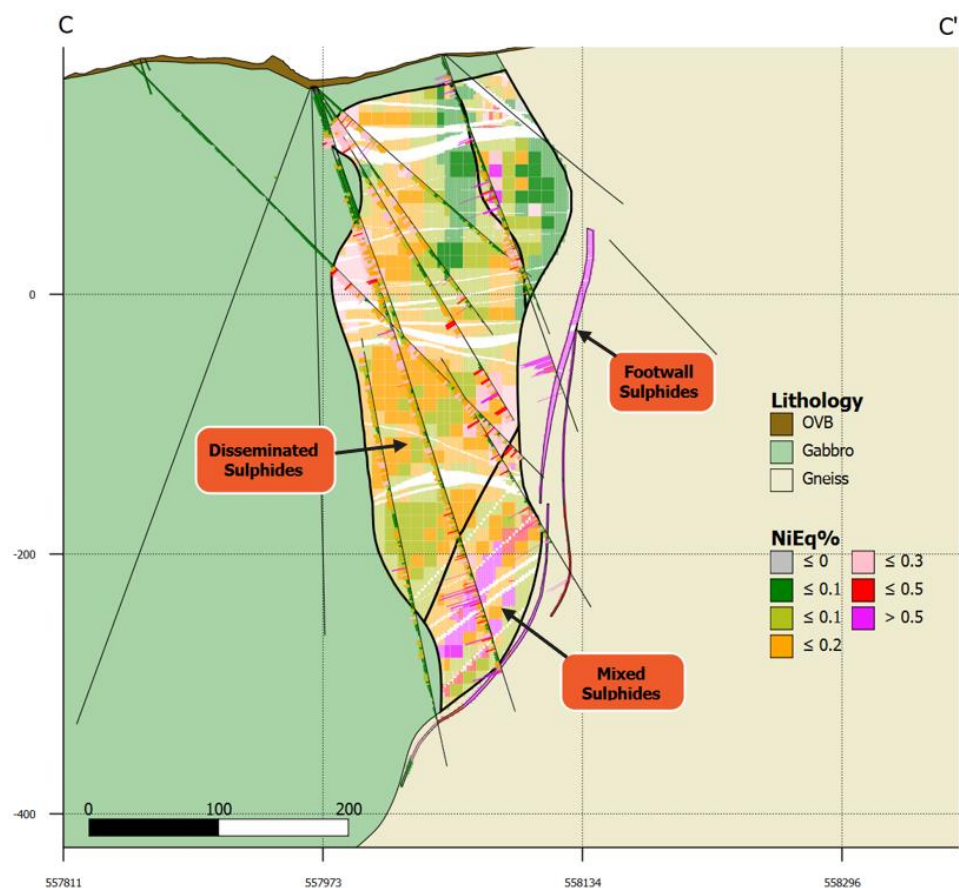 C
C'
0
Footwall
Sulphides
Lithology
OVB
Gabbro
Gneiss
Disseminated
Sulphides
NiEq%
-200
≤ 0
≤ 0.3
≤ 0.1
≤ 0.5
≤ 0.1
> 0.5
≤ 0.2
Mixed
Sulphides
0
100
200
-400
557811
557973
558134
558296